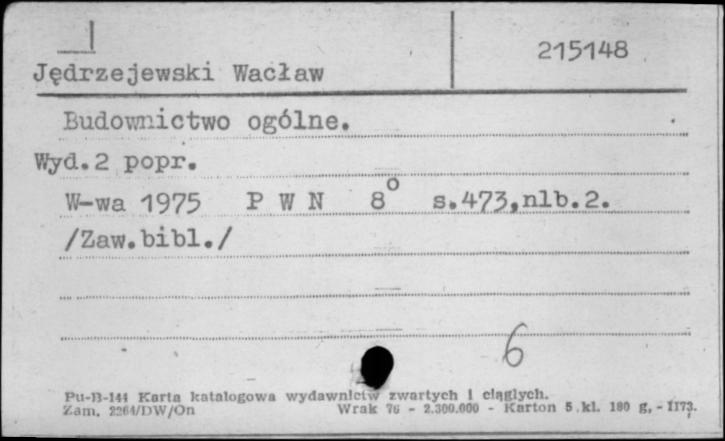 215148
Jędrzejewski Wacław
Budownictwo ogólne.
Wyd.2 popr.
W-wa 1975 P W N 8° s.473,nlb.2.
/Zaw.bibl./
6
Pu-B-144 Karta katalogowa wydawnictw zwartych i ciągłych.
Zam. 2264/DW/On Wrak 76 - 2.300.000 - Karton 5 kl. 180 g. - 1173.